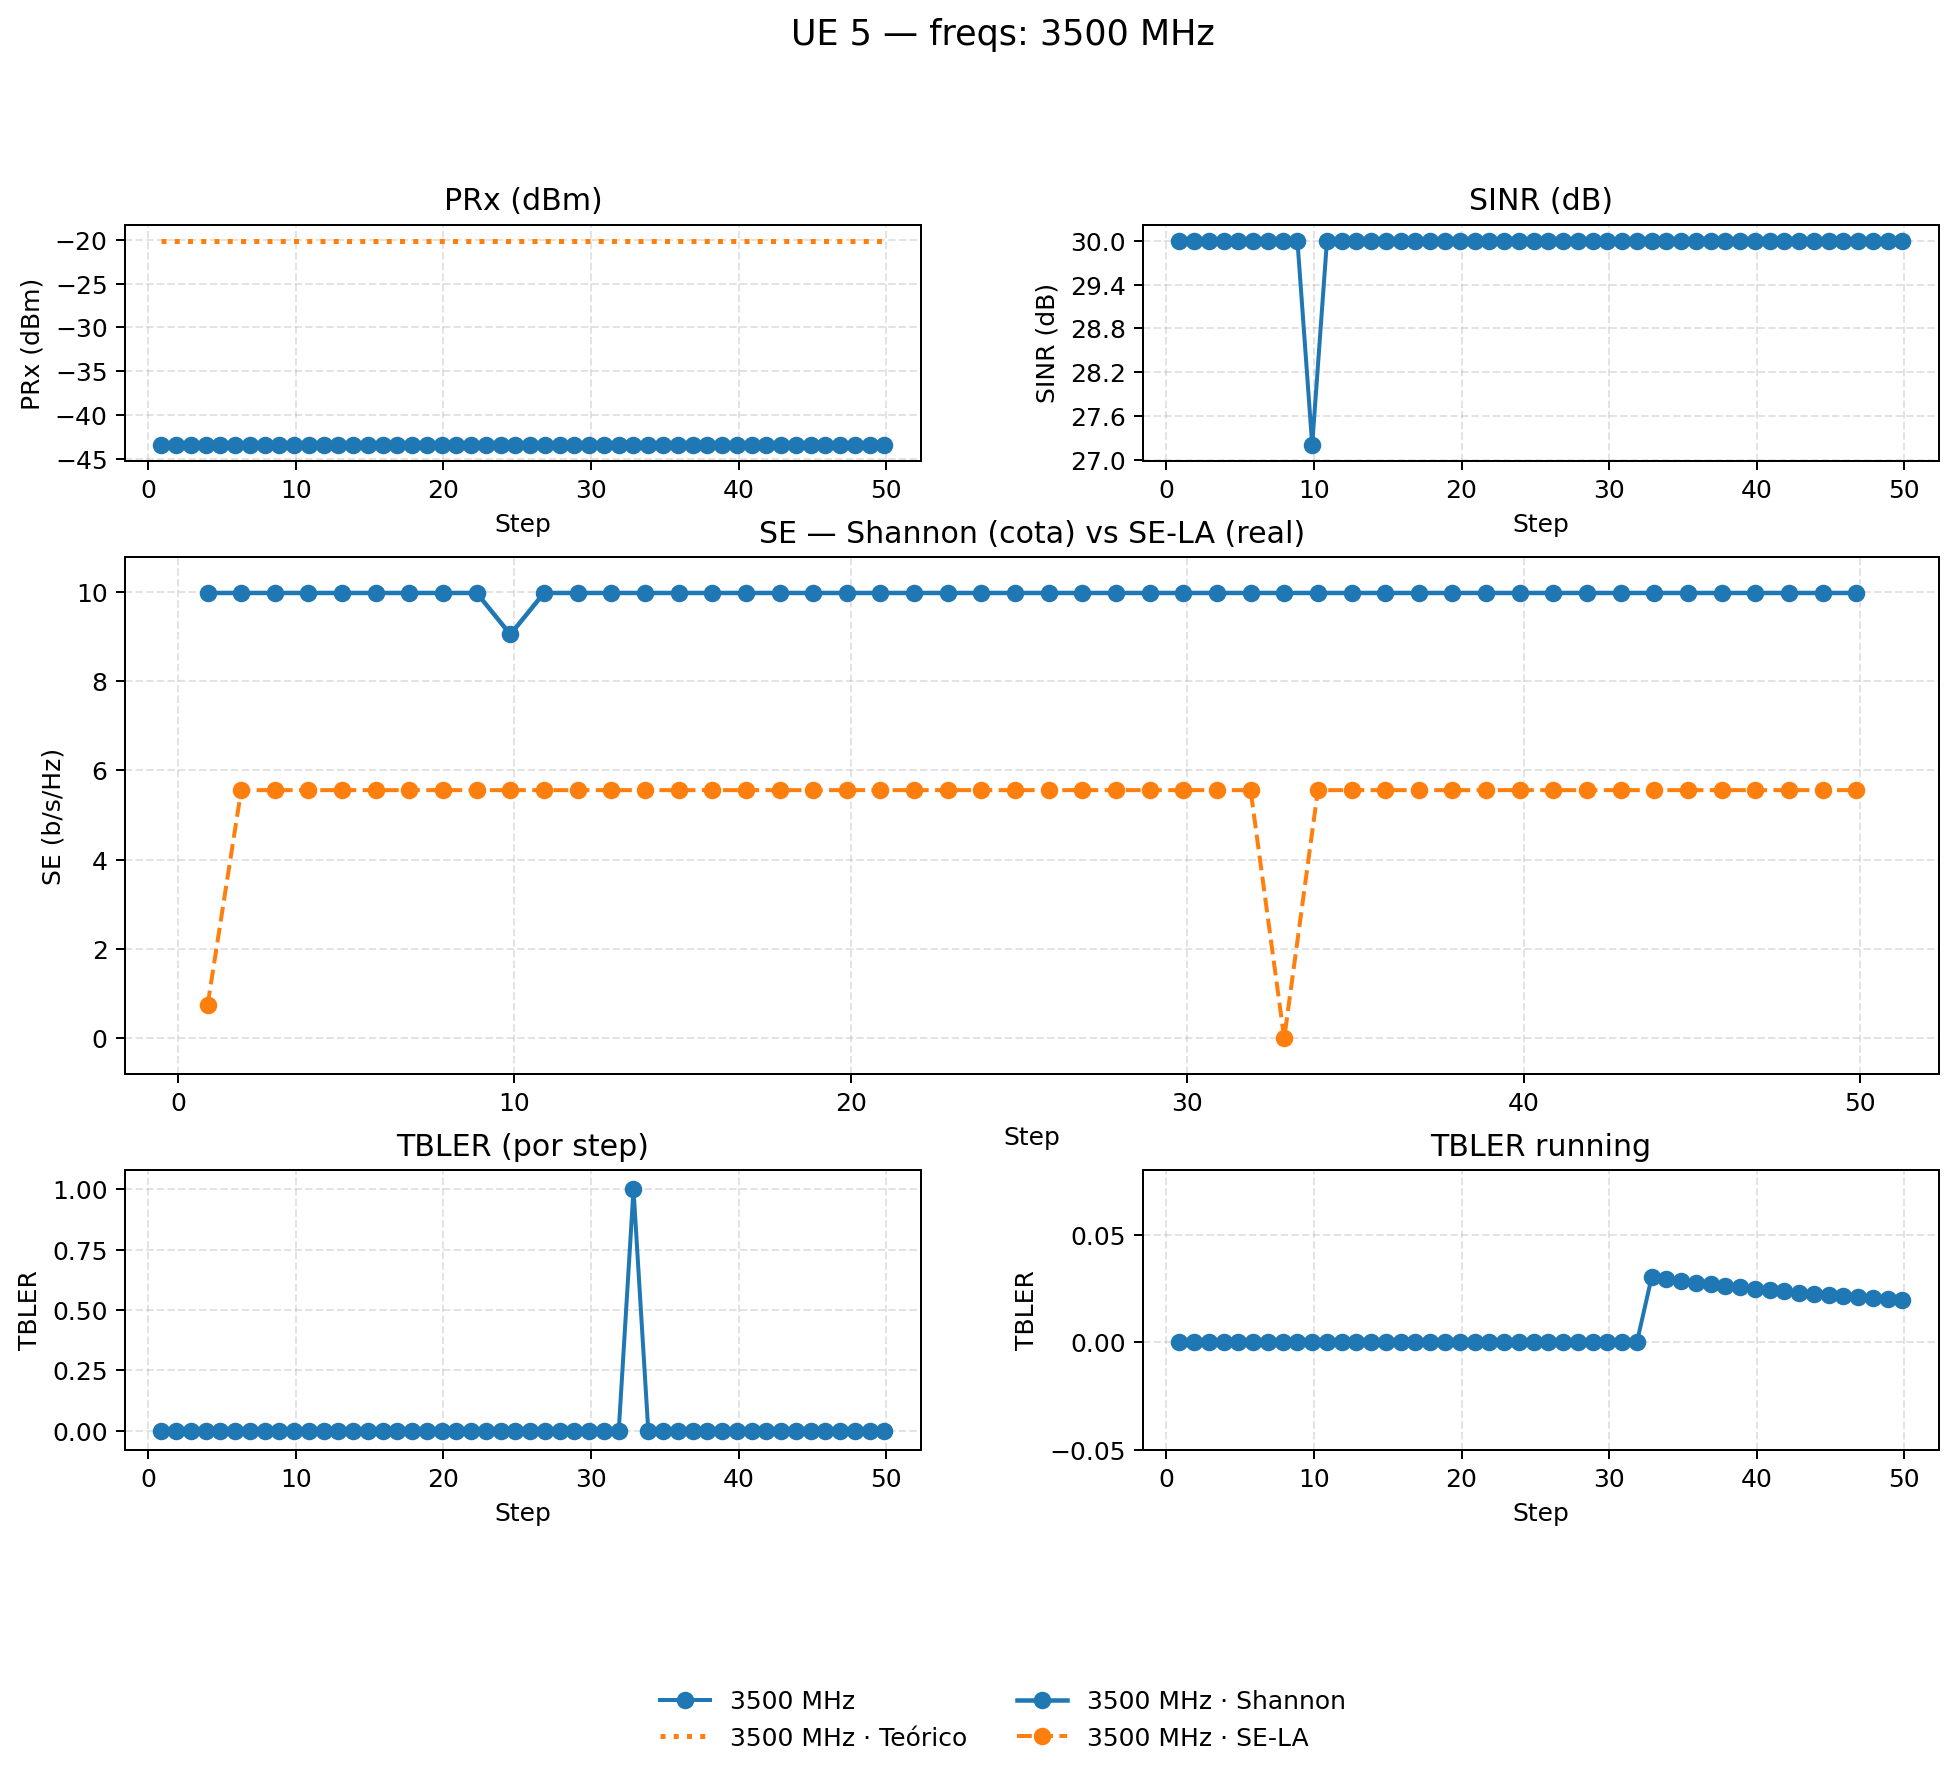 UE 5 — freqs: 3500 MHz
PRx (dBm)
PRx (dBm)
−20
−25
−30
−35
−40
−45
0 10 20 30 40 50
Step
SINR (dB)
SINR (dB)
30.0
29.4
28.8
28.2
27.6
27.0
0 10 20 30 40 50
Step
SE — Shannon (cota) vs SE-LA (real)
SE (b/s/Hz)
10
8
6
4
2
0
0 10 20 30 40 50
Step
TBLER (por step)
TBLER
1.00
0.75
0.50
0.25
0.00
0 10 20 30 40 50
Step
TBLER running
TBLER
0.05
0.00
−0.05
0 10 20 30 40 50
Step
3500 MHz
3500 MHz · Teórico
3500 MHz · Shannon
3500 MHz · SE-LA